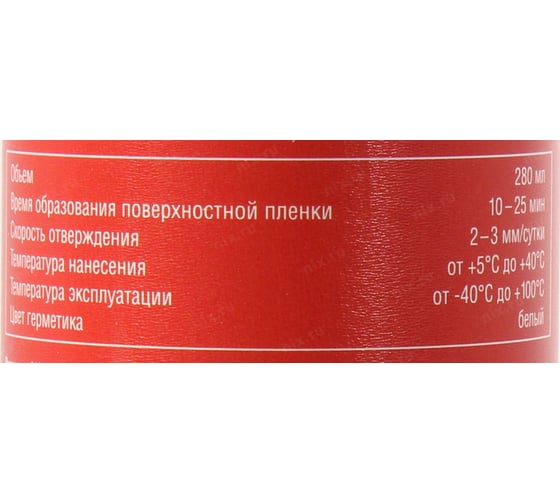 Объем 280 мл
Время образования поверхностной пленки 10–25 мин
Скорость отверждения 2–3 мм/сутки
Температура нанесения от +5°С до +40°С
Температура эксплуатации от -40°С до +100°С
Цвет герметика белый